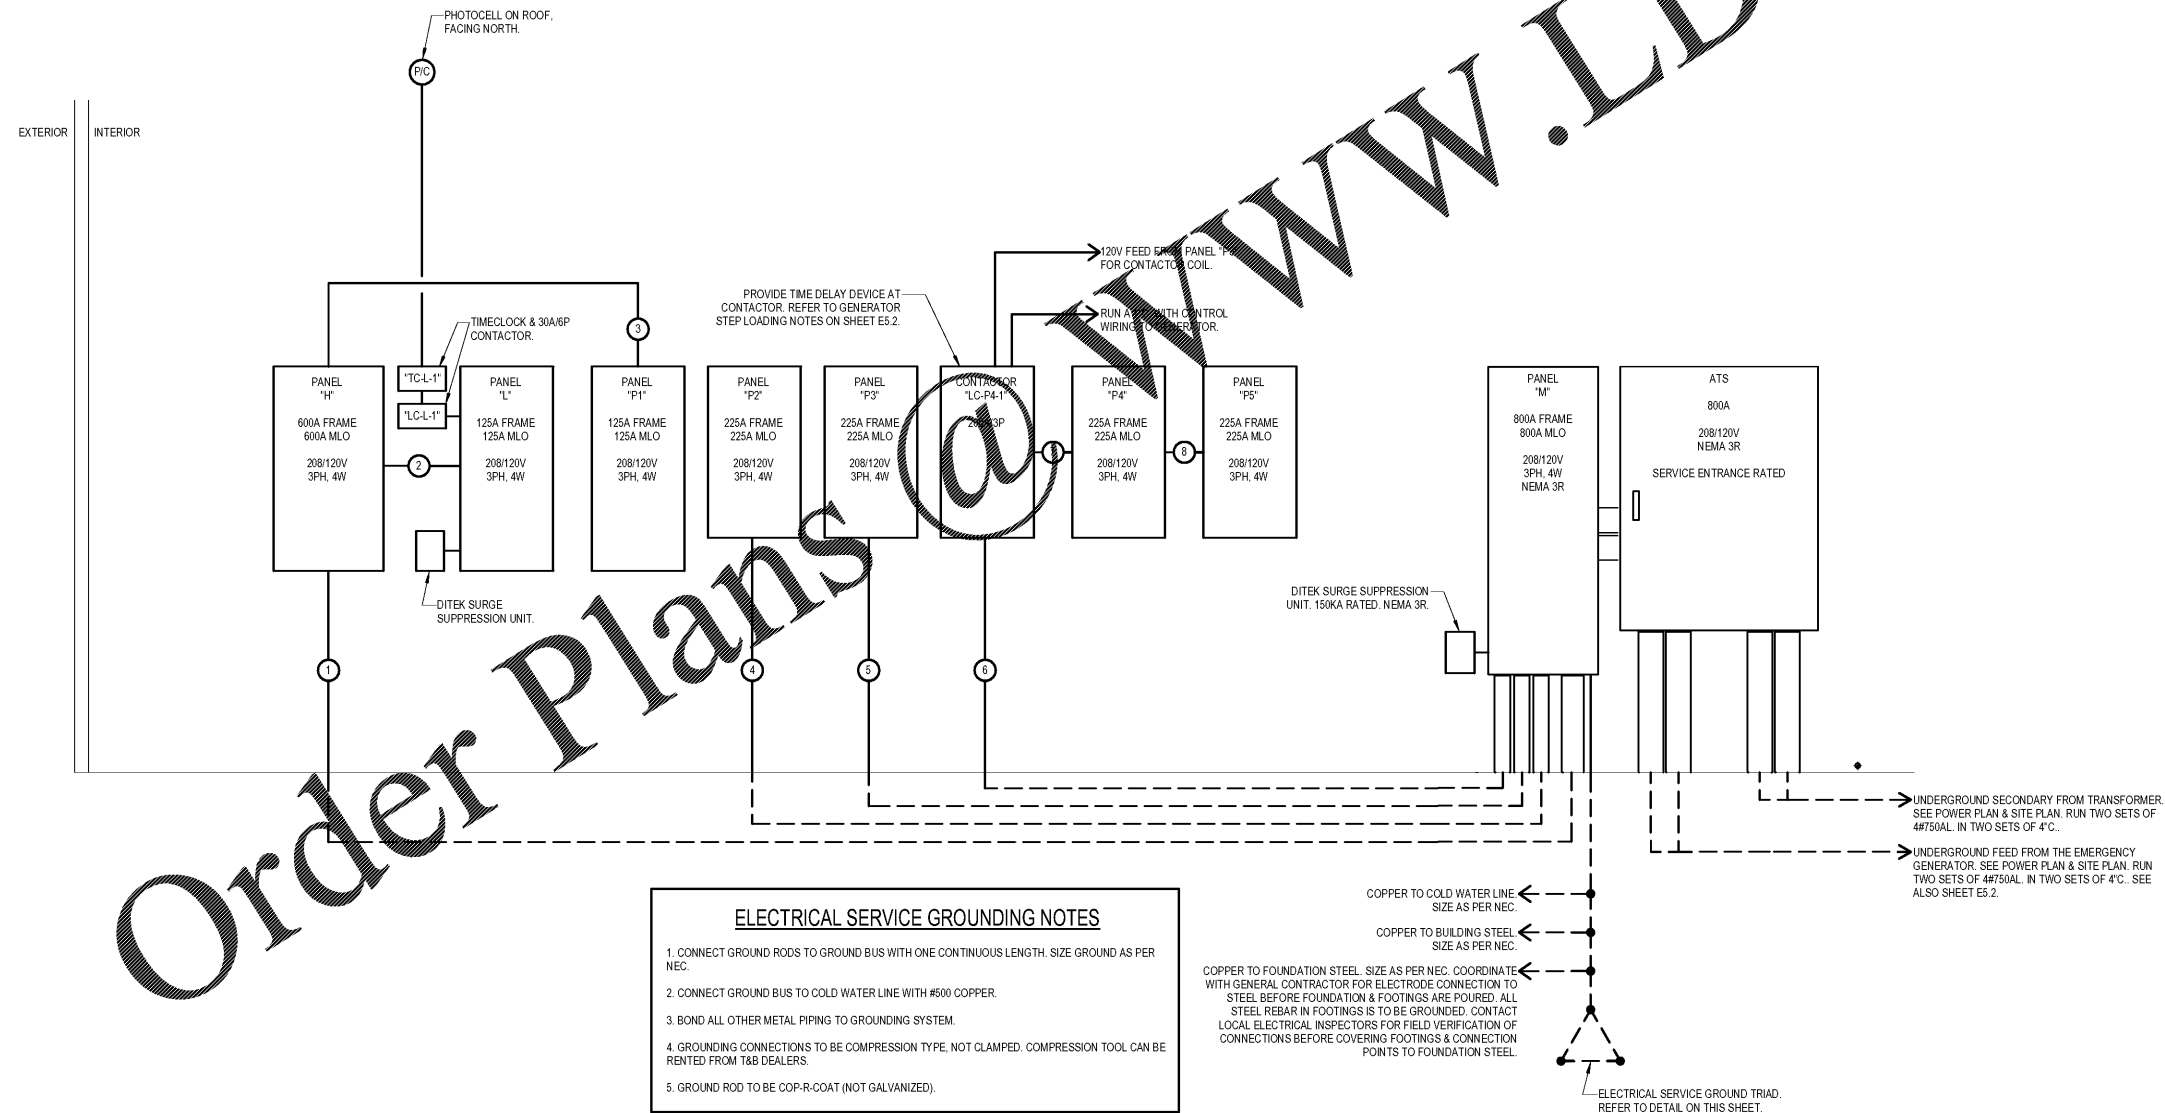 PHOTOCELL ON ROOF,
FACING NORTH.
P/C
EXTERIOR
INTERIOR
120V FEED FROM PANEL
FOR CONTACTOR COIL.
PROVIDE TIME DELAY DEVICE AT
CONTACTOR. REFER TO GENERATOR
STEP LOADING NOTES ON SHEET E5.2.
RUN A WITH CONTROL
WIRING TO GENERATOR.
TIMECLOCK & 30A/6P
CONTACTOR.
3
PANEL
"H"
600A FRAME
600A MLO
208/120V
3PH, 4W
"TC-L-1"
"LC-L-1"
2
PANEL
"L"
125A FRAME
125A MLO
208/120V
3PH, 4W
PANEL
"P1"
125A FRAME
125A MLO
208/120V
3PH, 4W
PANEL
"P2"
225A FRAME
225A MLO
208/120V
3PH, 4W
PANEL
"P3"
225A FRAME
225A MLO
208/120V
3PH, 4W
CONTACTOR
"LC-P4-1"
PANEL
"P4"
225A FRAME
225A MLO
208/120V
3PH, 4W
8
PANEL
"P5"
225A FRAME
225A MLO
208/120V
3PH, 4W
PANEL
"M"
800A FRAME
800A MLO
208/120V
3PH, 4W
NEMA 3R
ATS
800A
208/120V
NEMA 3R
SERVICE ENTRANCE RATED
DITEK SURGE
SUPPRESSION UNIT.
DITEK SURGE SUPPRESSION
UNIT. 150KA RATED. NEMA 3R.
1
4
5
6
UNDERGROUND SECONDARY FROM TRANSFORMER.
SEE POWER PLAN & SITE PLAN. RUN TWO SETS OF
4#750AL. IN TWO SETS OF 4"C..
UNDERGROUND FEED FROM THE EMERGENCY
GENERATOR. SEE POWER PLAN & SITE PLAN. RUN
TWO SETS OF 4#750AL. IN TWO SETS OF 4"C.. SEE
ALSO SHEET E5.2.
ELECTRICAL SERVICE GROUNDING NOTES
1. CONNECT GROUND RODS TO GROUND BUS WITH ONE CONTINUOUS LENGTH. SIZE GROUND AS PER
NEC.
2. CONNECT GROUND BUS TO COLD WATER LINE WITH #500 COPPER.
3. BOND ALL OTHER METAL PIPING TO GROUNDING SYSTEM.
4. GROUNDING CONNECTIONS TO BE COMPRESSION TYPE, NOT CLAMPED. COMPRESSION TOOL CAN BE
RENTED FROM T&B DEALERS.
5. GROUND ROD TO BE COP-R-COAT (NOT GALVANIZED).
COPPER TO COLD WATER LINE.
SIZE AS PER NEC.
COPPER TO BUILDING STEEL.
SIZE AS PER NEC.
COPPER TO FOUNDATION STEEL. SIZE AS PER NEC. COORDINATE
WITH GENERAL CONTRACTOR FOR ELECTRODE CONNECTION TO
STEEL BEFORE FOUNDATION & FOOTINGS ARE POURED. ALL
STEEL REBAR IN FOOTINGS IS TO BE GROUNDED. CONTACT
LOCAL ELECTRICAL INSPECTORS FOR FIELD VERIFICATION OF
CONNECTIONS BEFORE COVERING FOOTINGS & CONNECTION
POINTS TO FOUNDATION STEEL.
ELECTRICAL SERVICE GROUND TRIAD.
REFER TO DETAIL ON THIS SHEET.
Order Plans @ www.LD